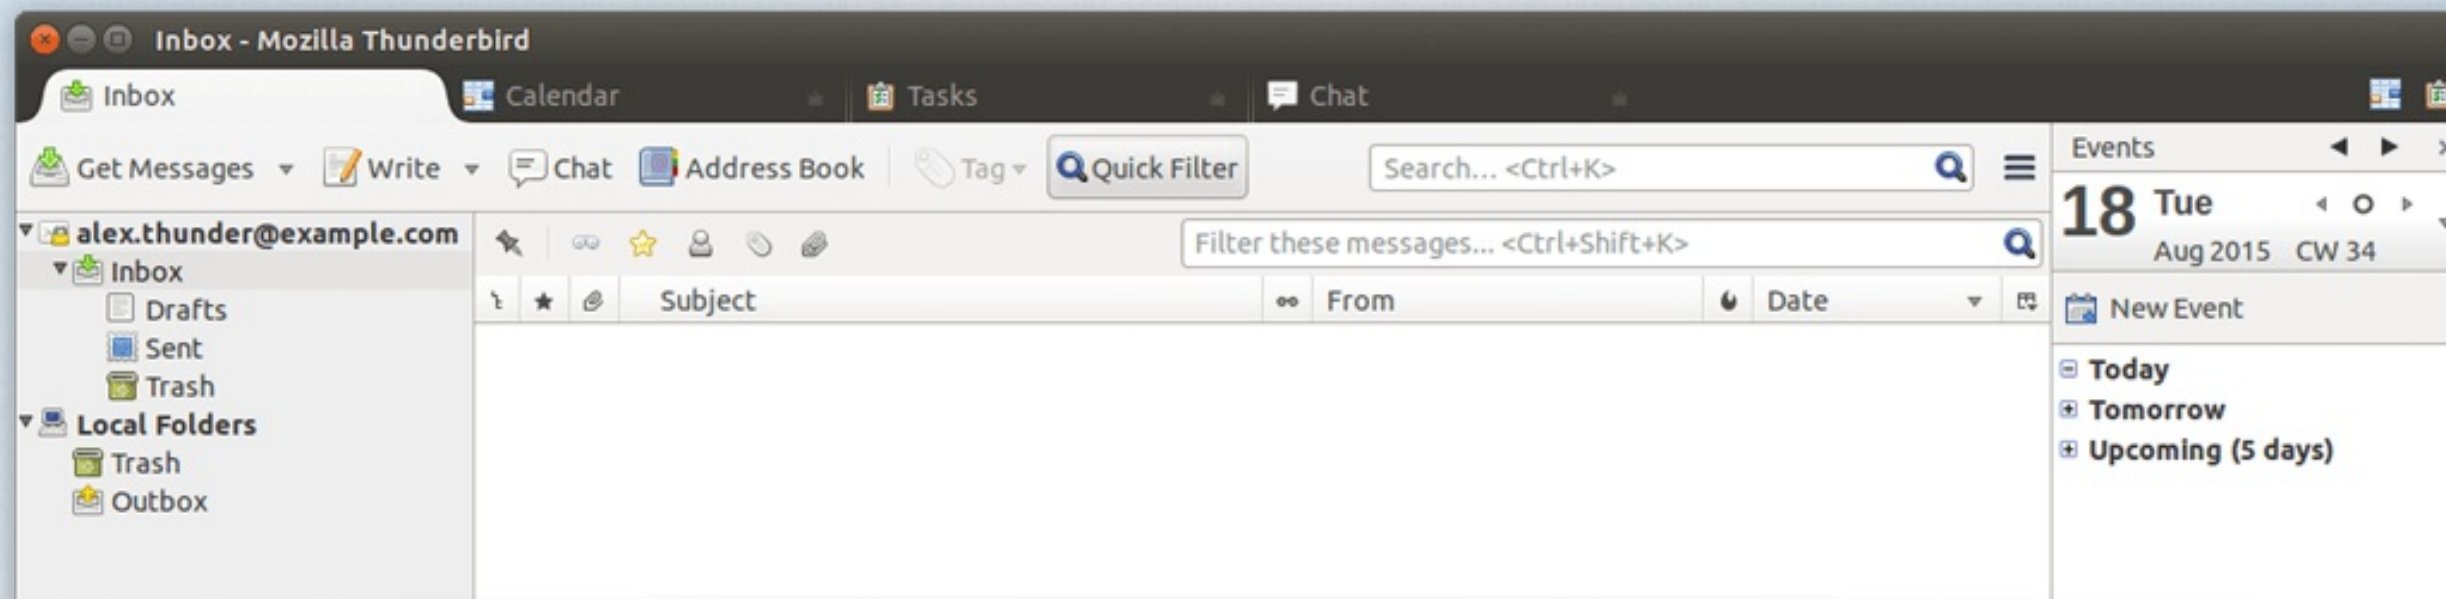 Inbox - Mozilla Thunderbird
Inbox
Calendar
Tasks
Chat
Get Messages
Write
Chat
Address Book
Tag
Quick Filter
Search... <Ctrl+K>
alex.thunder@example.com
Inbox
Drafts
Sent
Trash
Local Folders
Trash
Outbox
Filter these messages... <Ctrl+Shift+K>
Subject
From
Date
Events
18 Tue
Aug 2015 CW 34
New Event
Today
Tomorrow
Upcoming (5 days)